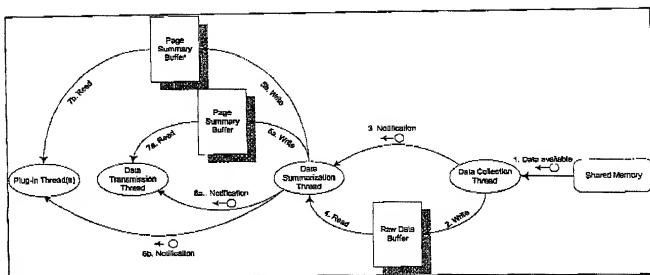 Page
Summary
Buffer*
7b. Read
5b. Write
Page
Summary
Buffer
7a. Read
5a. Write
3. Notification
1. Data available
Plug-In Thread(s)
Data
Transmission
Thread
Data
Summarization
Thread
Data Collection
Thread
Shared Memory
6a.. Notification
4. Read
2. Write
Raw Data
Buffer
6b. Notification